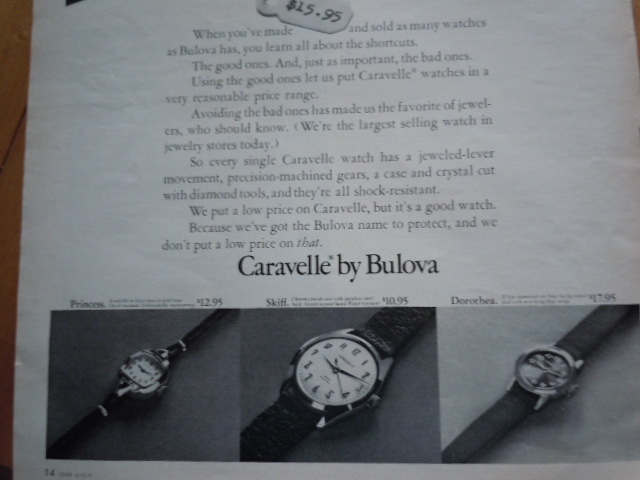 $15.95
When you've made and sold as many watches
as Bulova has, you learn all about the shortcuts.
The good ones. And, just as important, the bad ones.
Using the good ones let us put Caravelle® watches in a
very reasonable price range.
Avoiding the bad ones has made us the favorite of jewel-
ers, who should know. (We're the largest selling watch in
jewelry stores today.)
So every single Caravelle watch has a jeweled-lever
movement, precision-machined gears, a case and crystal cut
with diamond tools, and they're all shock-resistant.
We put a low price on Caravelle, but it's a good watch.
Because we've got the Bulova name to protect, and we
don't put a low price on that.
Caravelle® by Bulova
Princess. $12.95 Skiff. $10.95 Dorothea. $17.95
14